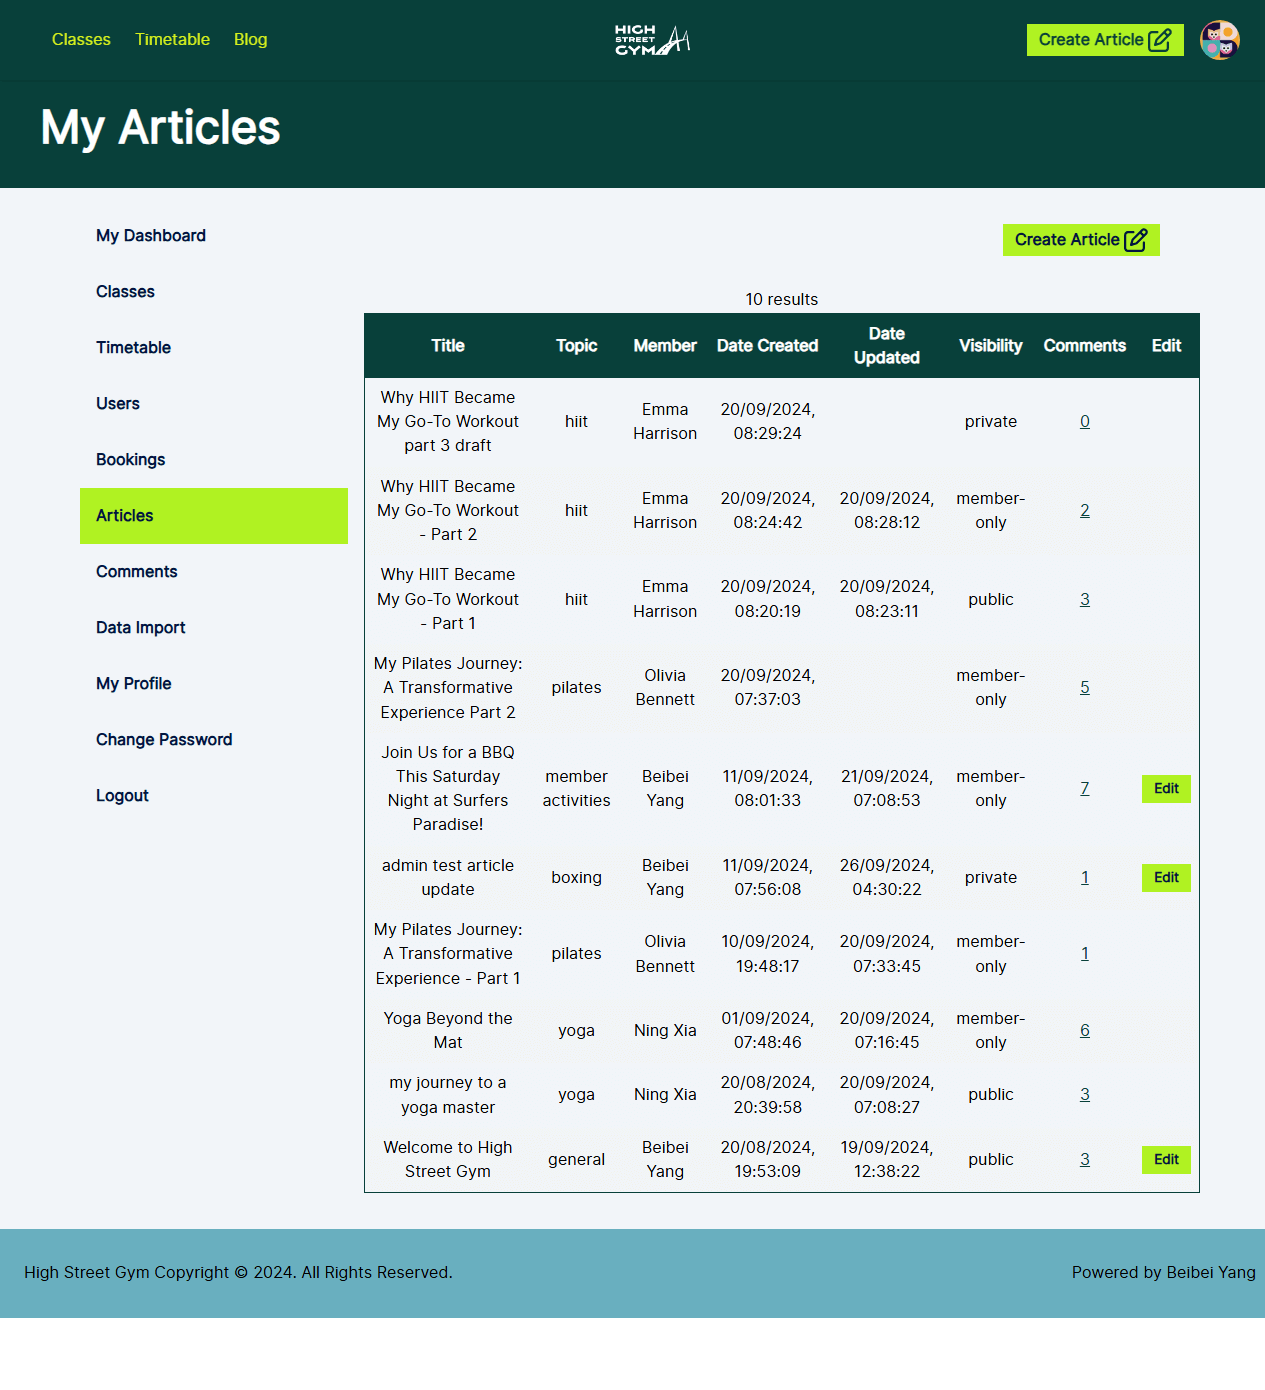 Classes Timetable Blog
HIGH
STREET
GYM
Create Article
My Articles
My Dashboard
Classes
Timetable
Users
Bookings
Articles
Comments
Data Import
My Profile
Change Password
Logout
Create Article
10 results
Title Topic Member Date Created Date Updated Visibility Comments Edit
Why HIIT Became My Go-To Workout part 3 draft hiit Emma Harrison 20/09/2024, 08:29:24 private 0
Why HIIT Became My Go-To Workout - Part 2 hiit Emma Harrison 20/09/2024, 08:24:42 20/09/2024, 08:28:12 member-only 2
Why HIIT Became My Go-To Workout - Part 1 hiit Emma Harrison 20/09/2024, 08:20:19 20/09/2024, 08:23:11 public 3
My Pilates Journey: A Transformative Experience Part 2 pilates Olivia Bennett 20/09/2024, 07:37:03 member-only 5
Join Us for a BBQ This Saturday Night at Surfers Paradise! member activities Beibei Yang 11/09/2024, 08:01:33 21/09/2024, 07:08:53 member-only 7 Edit
admin test article update boxing Beibei Yang 11/09/2024, 07:56:08 26/09/2024, 04:30:22 private 1 Edit
My Pilates Journey: A Transformative Experience - Part 1 pilates Olivia Bennett 10/09/2024, 19:48:17 20/09/2024, 07:33:45 member-only 1
Yoga Beyond the Mat yoga Ning Xia 01/09/2024, 07:48:46 20/09/2024, 07:16:45 member-only 6
my journey to a yoga master yoga Ning Xia 20/08/2024, 20:39:58 20/09/2024, 07:08:27 public 3
Welcome to High Street Gym general Beibei Yang 20/08/2024, 19:53:09 19/09/2024, 12:38:22 public 3 Edit
High Street Gym Copyright © 2024. All Rights Reserved.
Powered by Beibei Yang